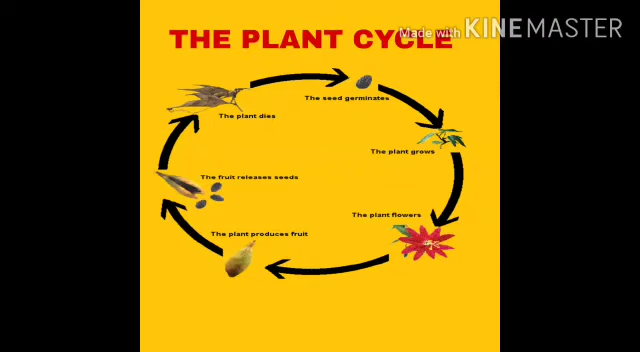 THE PLANT CYCLE
Made with KINEMASTER
The seed germinates
The plant dies
The plant grows
The fruit releases seeds
The plant flowers
The plant produces fruit